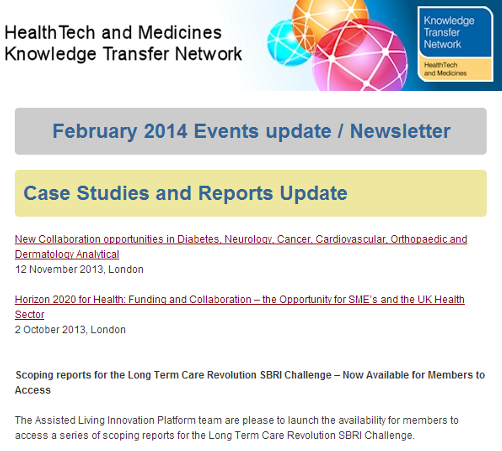 HealthTech and Medicines
Knowledge Transfer Network
Knowledge
Transfer
Network
HealthTech
and Medicines
February 2014 Events update / Newsletter
Case Studies and Reports Update
New Collaboration opportunities in Diabetes, Neurology, Cancer, Cardiovascular, Orthopaedic and
Dermatology Analytical
12 November 2013, London
Horizon 2020 for Health: Funding and Collaboration – the Opportunity for SME's and the UK Health
Sector
2 October 2013, London
Scoping reports for the Long Term Care Revolution SBRI Challenge – Now Available for Members to
Access
The Assisted Living Innovation Platform team are please to launch the availability for members to
access a series of scoping reports for the Long Term Care Revolution SBRI Challenge.